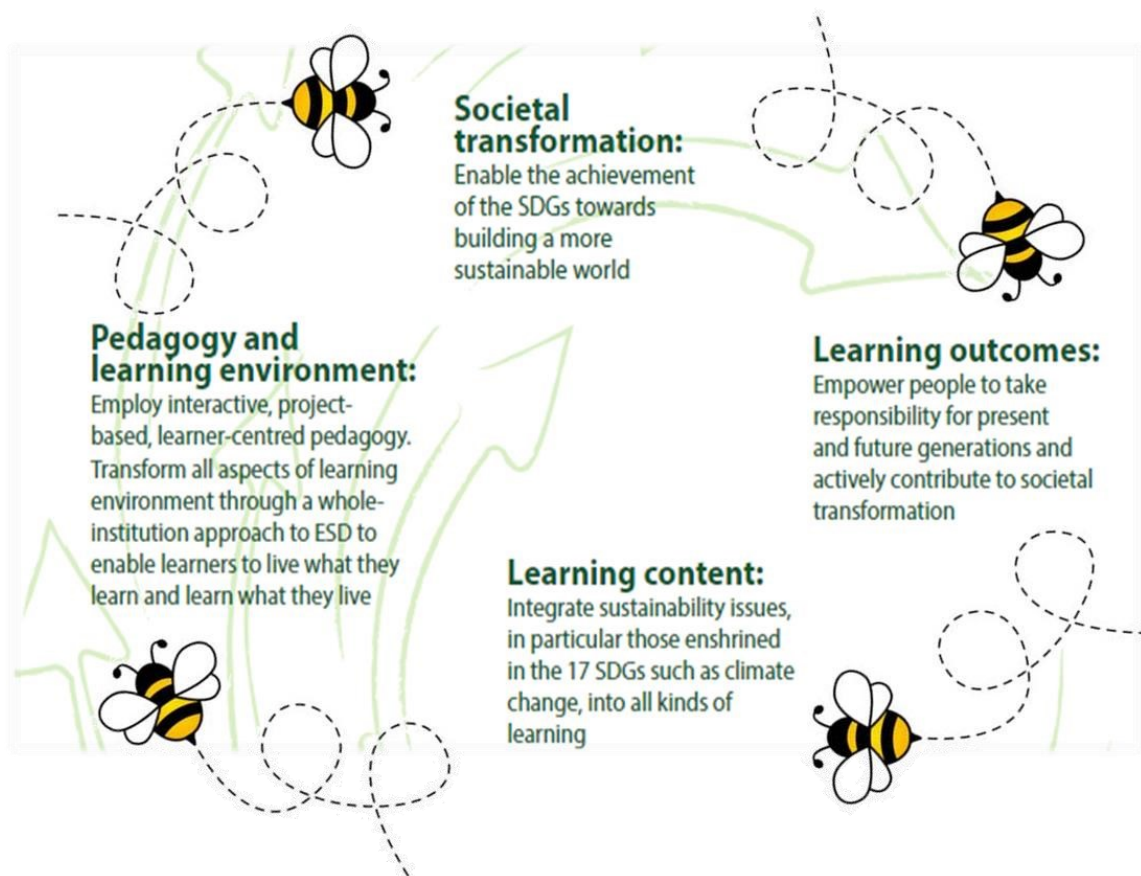 Societal
transformation:
Enable the achievement
of the SDGs towards
building a more
sustainable world
Pedagogy and
learning environment:
Employ interactive, project-
based, learner-centred pedagogy.
Transform all aspects of learning
environment through a whole-
institution approach to ESD to
enable learners to live what they
learn and learn what they live
Learning outcomes:
Empower people to take
responsibility for present
and future generations and
actively contribute to societal
transformation
Learning content:
Integrate sustainability issues,
in particular those enshrined
in the 17 SDGs such as climate
change, into all kinds of
learning